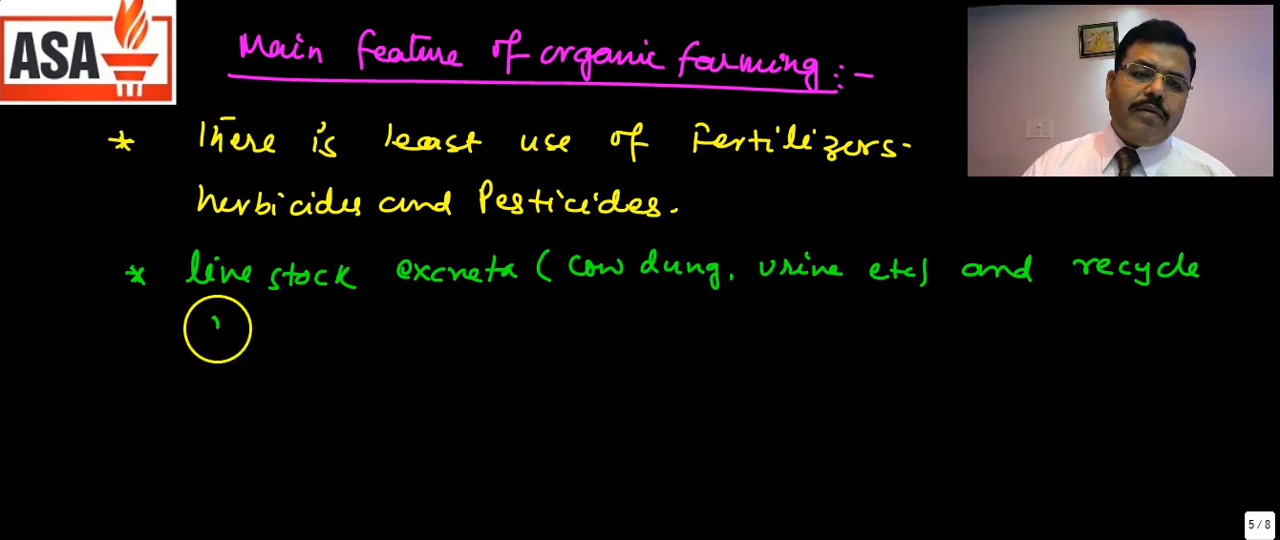 ASA
Main feature of organic farming :-
* There is least use of Fertilizers.
herbicides and Pesticides.
* live stock excreta (cow dung, urine etc) and recycle
5 / 8